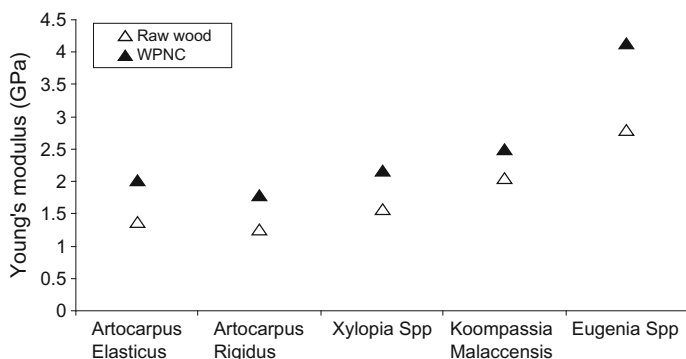 Young's modulus (GPa)
4.5
4
3.5
3
2.5
2
1.5
1
0.5
0
Raw wood
WPNC
Artocarpus
Elasticus
Artocarpus
Rigidus
Xylopia Spp
Koompassia
Malaccensis
Eugenia Spp